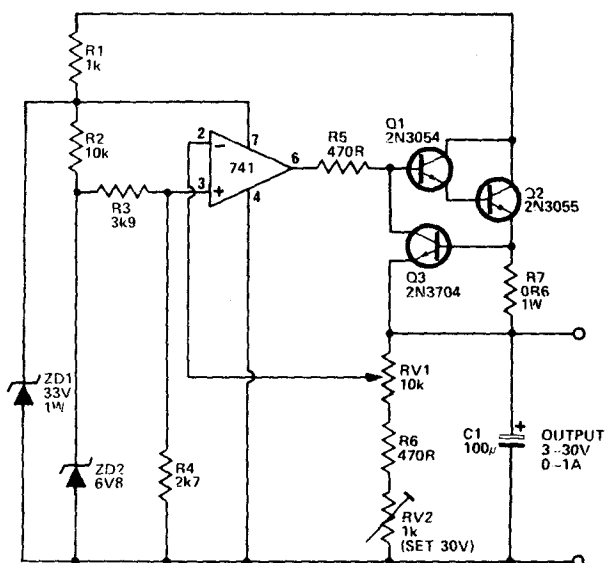 R1
1k
R2
10k
R3
3k9
2
3
7
4
6
−
+
741
R5
470R
Q1
2N3054
Q2
2N3055
Q3
2N3704
R7
0R6
1W
RV1
10k
R6
470R
RV2
1k
(SET 30V)
ZD1
33V
1W
ZD2
6V8
R4
2k7
C1
100μ
+
OUTPUT
3–30V
0–1A